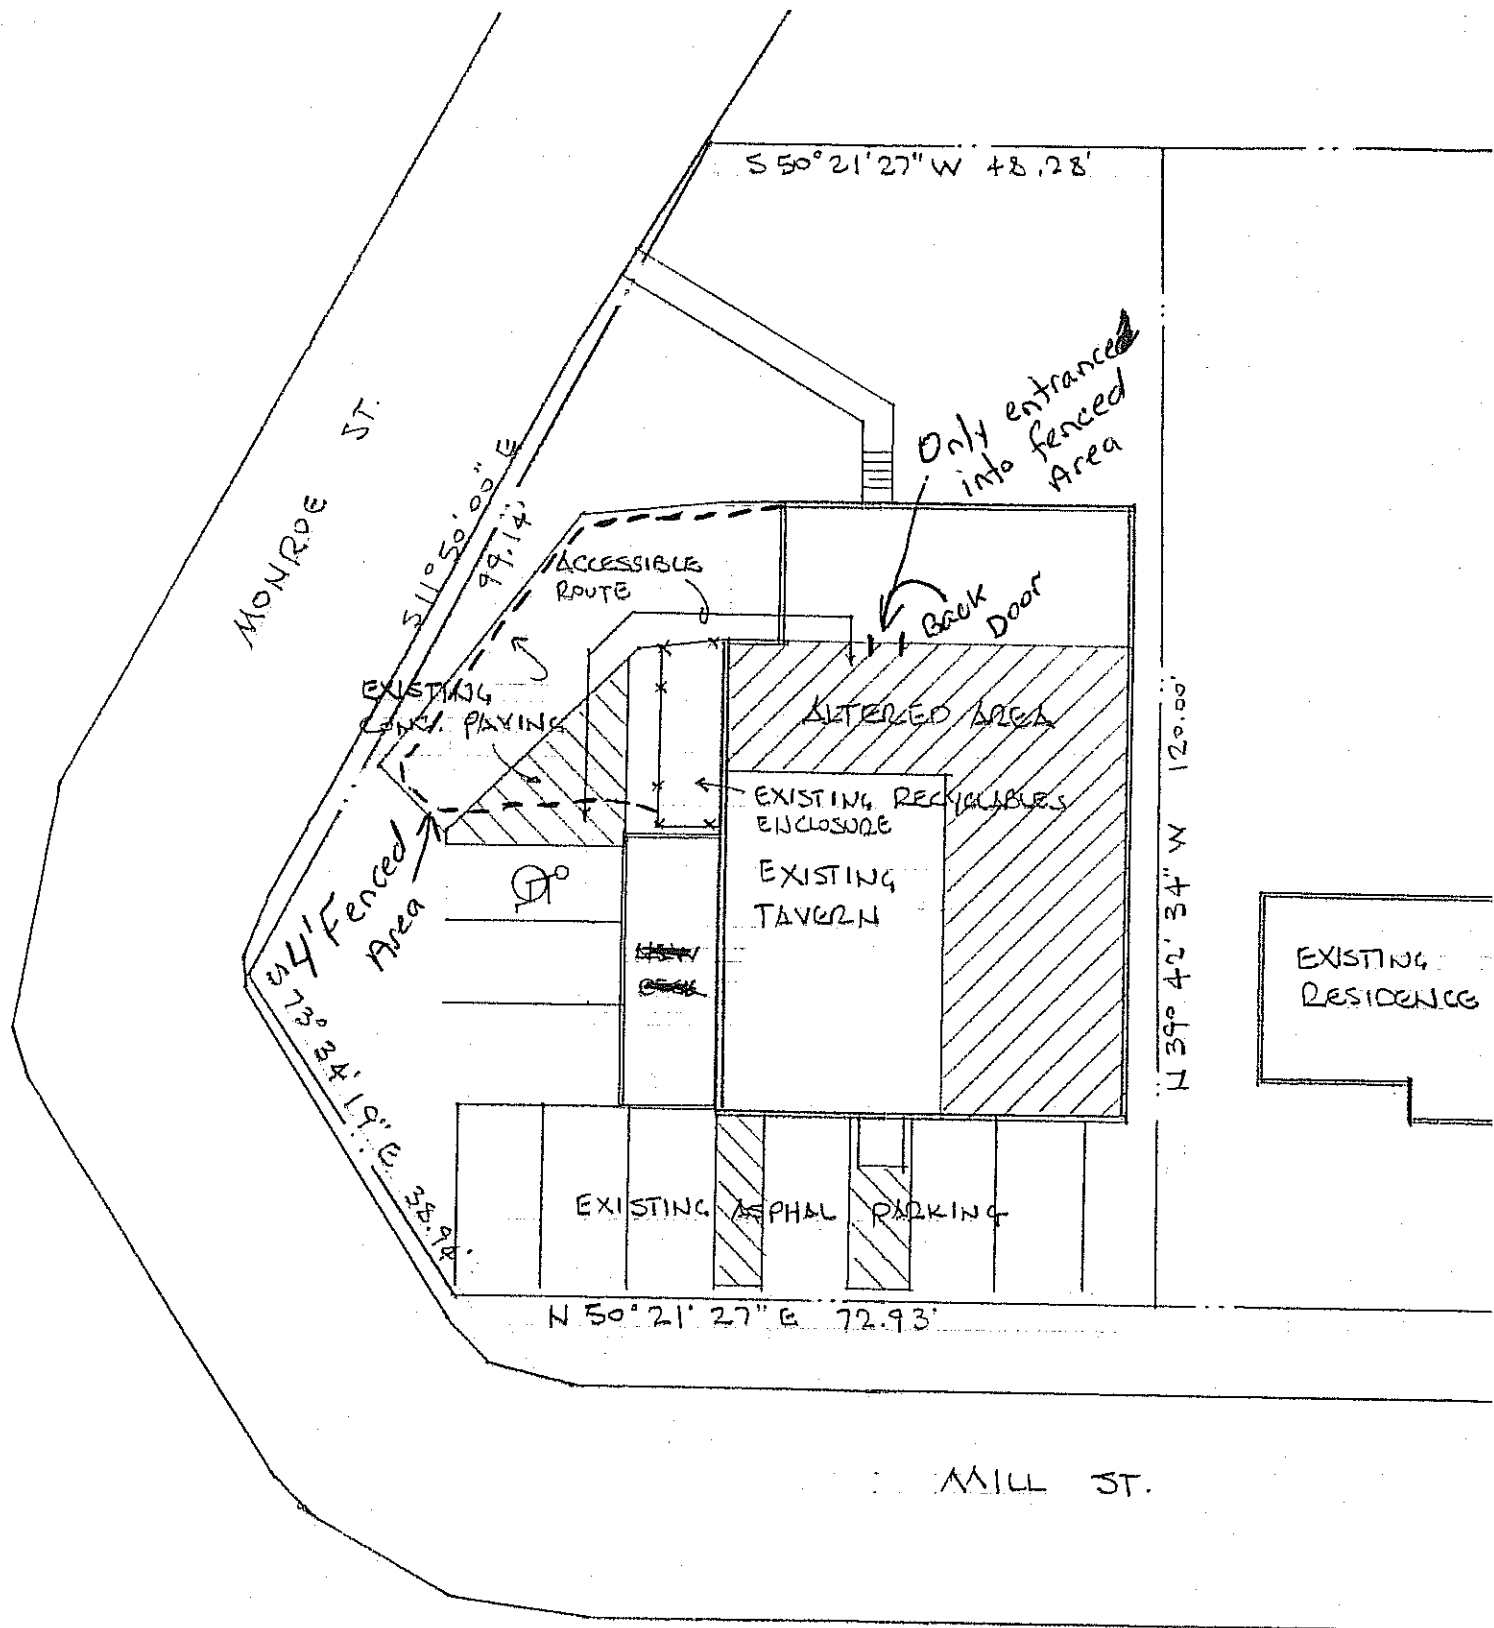 S 50° 21' 27" W 48.28'
MONROE ST.
S 11° 50' 00" E
99.14'
Only entranced
into fenced
Area
ACCESSIBLE
ROUTE
Back
Door
EXISTING
CONC. PAVING
ALTERED AREA
N 39° 42' 34" W 120.00'
EXISTING RECYCLABLES
ENCLOSURE
4' Fenced
Area
EXISTING
TAVERN
EXISTING
RESIDENCE
S 73° 34' 19" E 38.98'
EXISTING ASPHAL PARKING
N 50° 21' 27" E 72.93'
MILL ST.